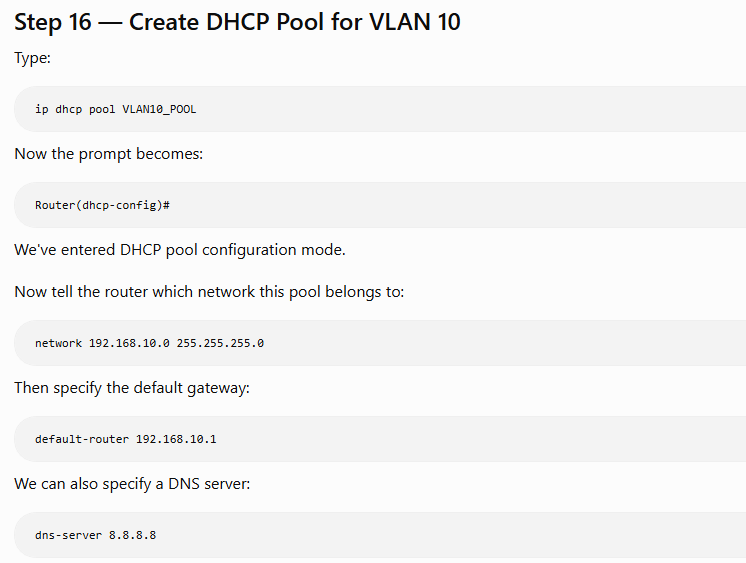 Step 16 — Create DHCP Pool for VLAN 10
Type:
ip dhcp pool VLAN10_POOL
Now the prompt becomes:
Router(dhcp-config)#
We've entered DHCP pool configuration mode.
Now tell the router which network this pool belongs to:
network 192.168.10.0 255.255.255.0
Then specify the default gateway:
default-router 192.168.10.1
We can also specify a DNS server:
dns-server 8.8.8.8